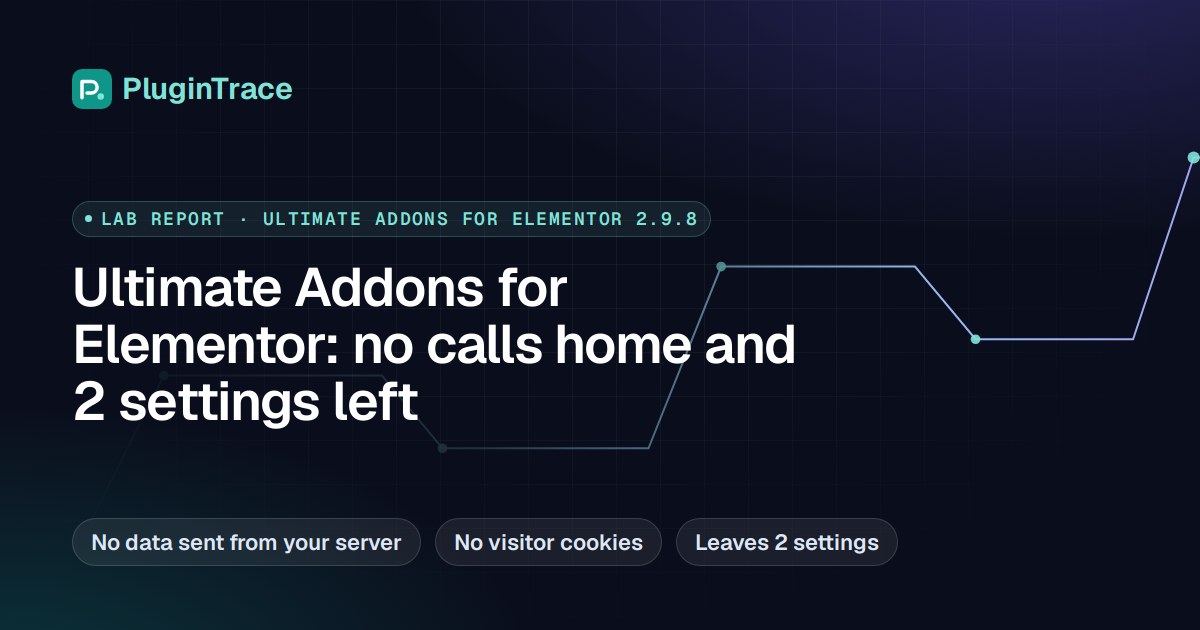 PluginTrace
LAB REPORT · ULTIMATE ADDONS FOR ELEMENTOR 2.9.8
Ultimate Addons for
Elementor: no calls home and
2 settings left
No data sent from your server
No visitor cookies
Leaves 2 settings